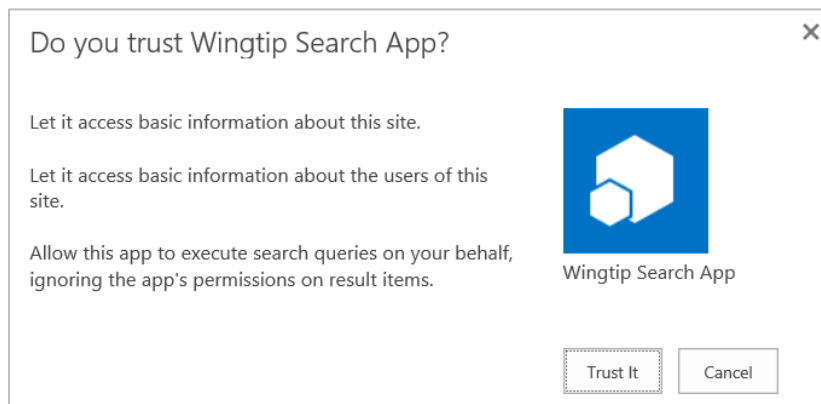 Do you trust Wingtip Search App?
Let it access basic information about this site.
Let it access basic information about the users of this
site.
Allow this app to execute search queries on your behalf,
ignoring the app's permissions on result items.
Wingtip Search App
Trust It
Cancel